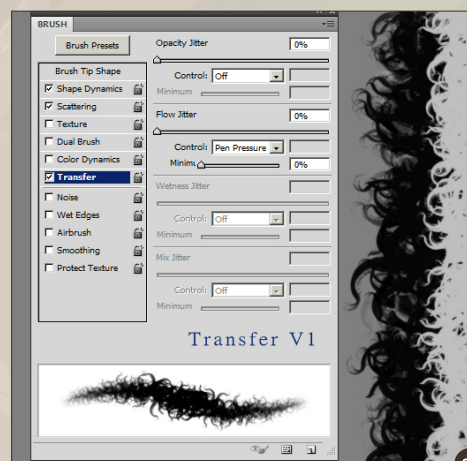 BRUSH
Brush Presets
Opacity Jitter 0%
Brush Tip Shape
Control: Off
Shape Dynamics
Minimum
Scattering
Flow Jitter 0%
Texture
Dual Brush
Control: Pen Pressure
Color Dynamics
Minimu 0%
Transfer
Wetness Jitter
Noise
Wet Edges
Control: Off
Airbrush
Minimum
Smoothing
Mix Jitter
Protect Texture
Control: Off
Minimum
Transfer V1